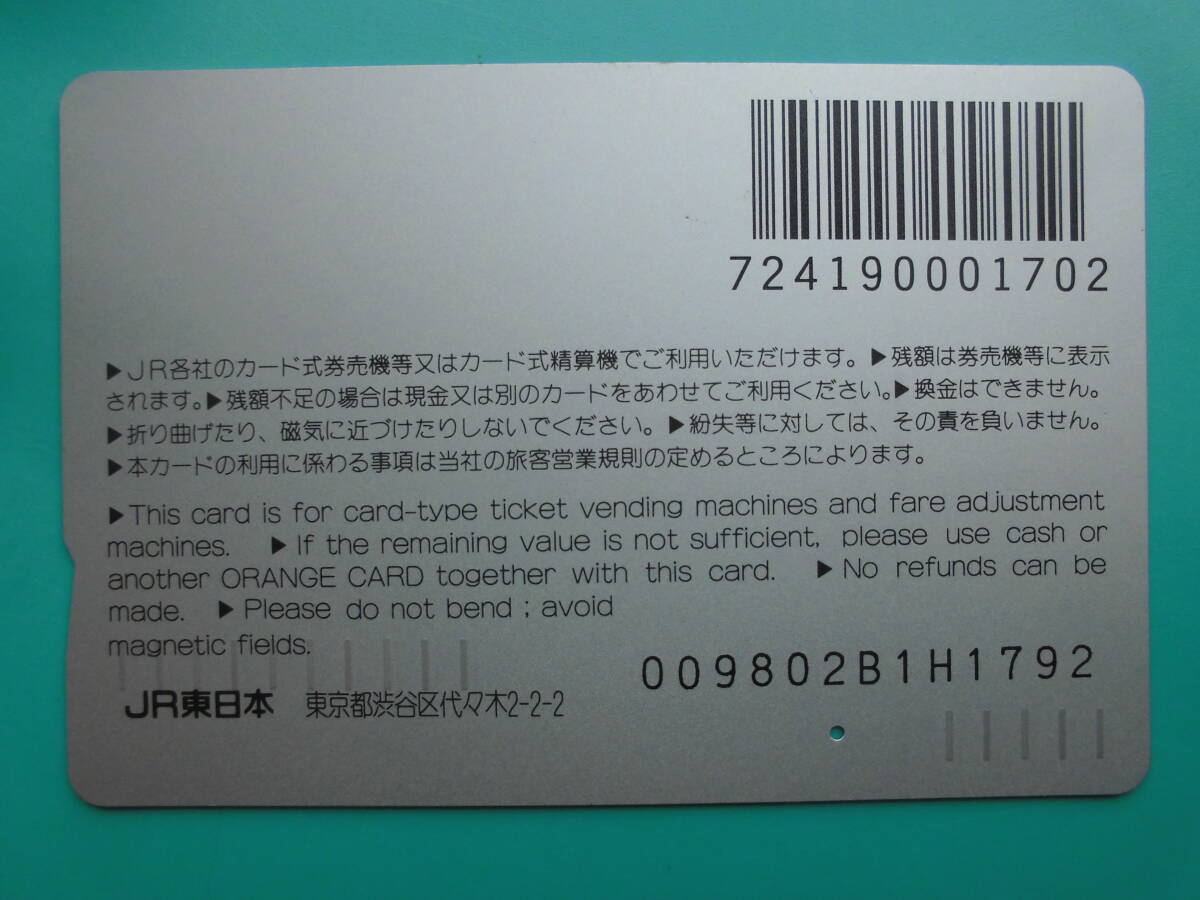 724190001702
▶JR各社のカード式券売機等又はカード式精算機でご利用いただけます。▶残額は券売機等に表示
されます。▶残額不足の場合は現金又は別のカードをあわせてご利用ください。▶換金はできません。
▶折り曲げたり、磁気に近づけたりしないでください。▶紛失等に対しては、その責を負いません。
▶本カードの利用に係わる事項は当社の旅客営業規則の定めるところによります。
▶This card is for card-type ticket vending machines and fare adjustment
machines. ▶If the remaining value is not sufficient, please use cash or
another ORANGE CARD together with this card. ▶No refunds can be
made. ▶Please do not bend ; avoid
magnetic fields.
009802B1H1792
JR東日本 東京都渋谷区代々木2-2-2